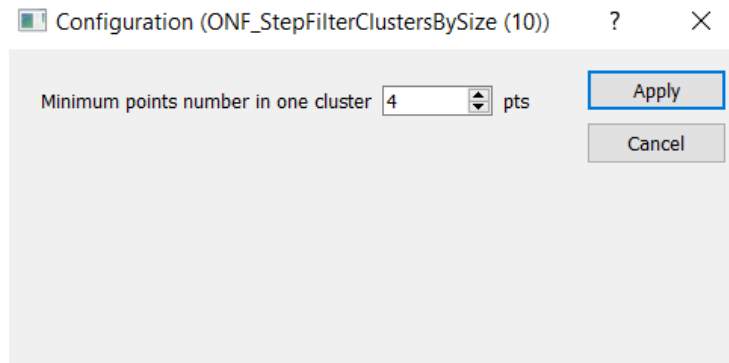 Configuration (ONF_StepFilterClustersBySize (10)) ?
Minimum points number in one cluster 4 pts
Apply
Cancel